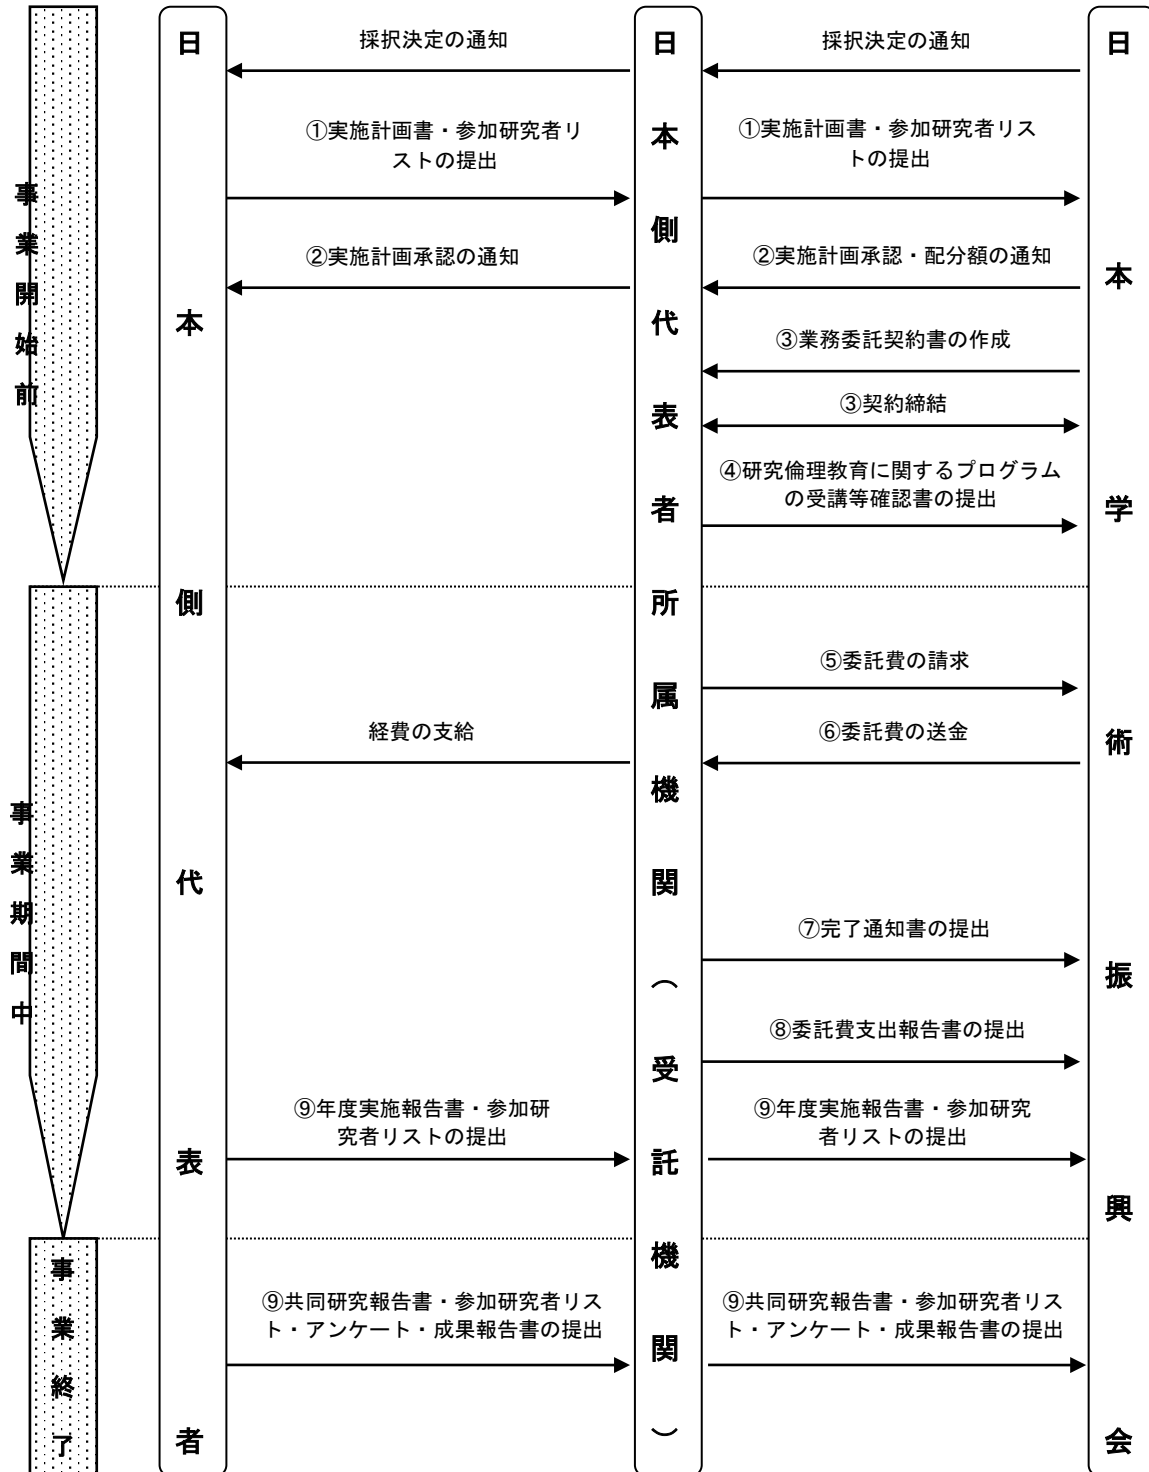 事業開始前
事業期間中
事業終了
日本側代表者
日本側代表者所属機関（受託機関）
日本学術振興会
採択決定の通知
採択決定の通知
①実施計画書・参加研究者リ
ストの提出
①実施計画書・参加研究者リス
トの提出
②実施計画承認の通知
②実施計画承認・配分額の通知
③業務委託契約書の作成
③契約締結
④研究倫理教育に関するプログラム
の受講等確認書の提出
⑤委託費の請求
経費の支給
⑥委託費の送金
⑦完了通知書の提出
⑧委託費支出報告書の提出
⑨年度実施報告書・参加研
究者リストの提出
⑨年度実施報告書・参加研究
者リストの提出
⑨共同研究報告書・参加研究者リス
ト・アンケート・成果報告書の提出
⑨共同研究報告書・参加研究者リス
ト・アンケート・成果報告書の提出